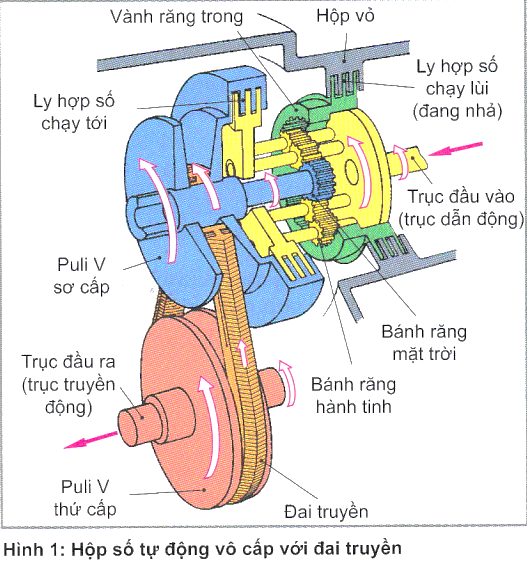 Vành răng trong
Hộp vỏ
Ly hợp số
chạy tới
Ly hợp số
chạy lùi
(đang nhả)
Trục đầu vào
(trục dẫn động)
Puli V
sơ cấp
Bánh răng
mặt trời
Trục đầu ra
(trục truyền
động)
Bánh răng
hành tinh
Puli V
thứ cấp
Đai truyền
Hình 1: Hộp số tự động vô cấp với đai truyền